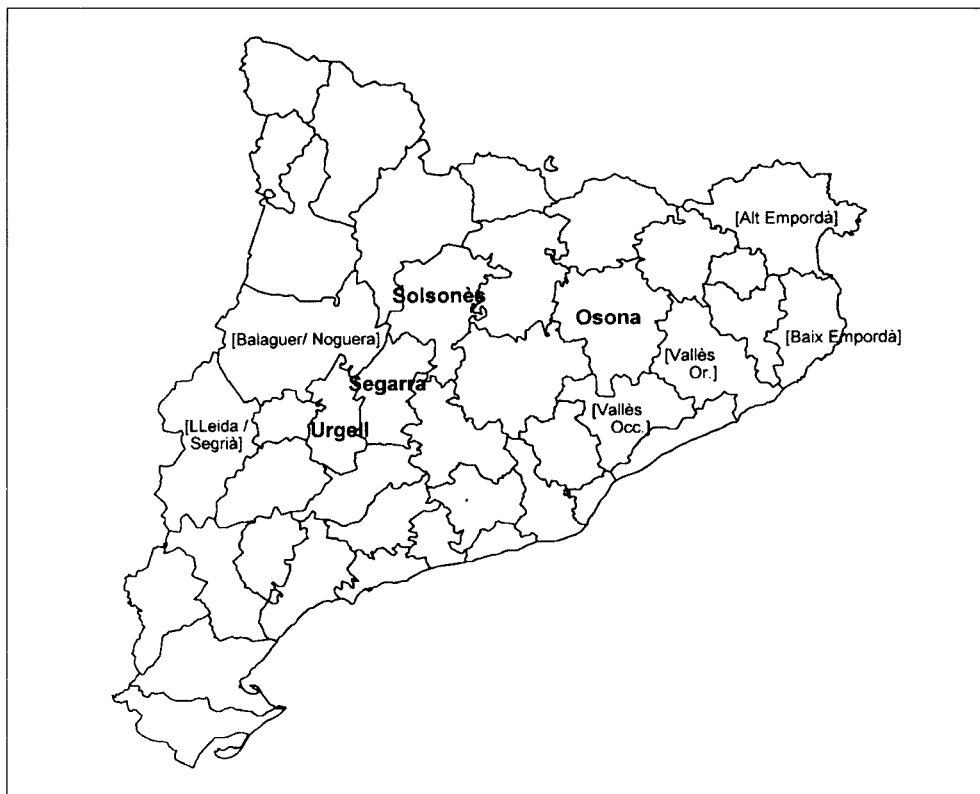 [Alt Empordà]
Solsonès
Osona
[Balaguer/ Noguera]
[Baix Empordà]
[Vallès
Or.]
Segarra
[Vallès
Occ.]
Urgell
[LLeida /
Segrià]